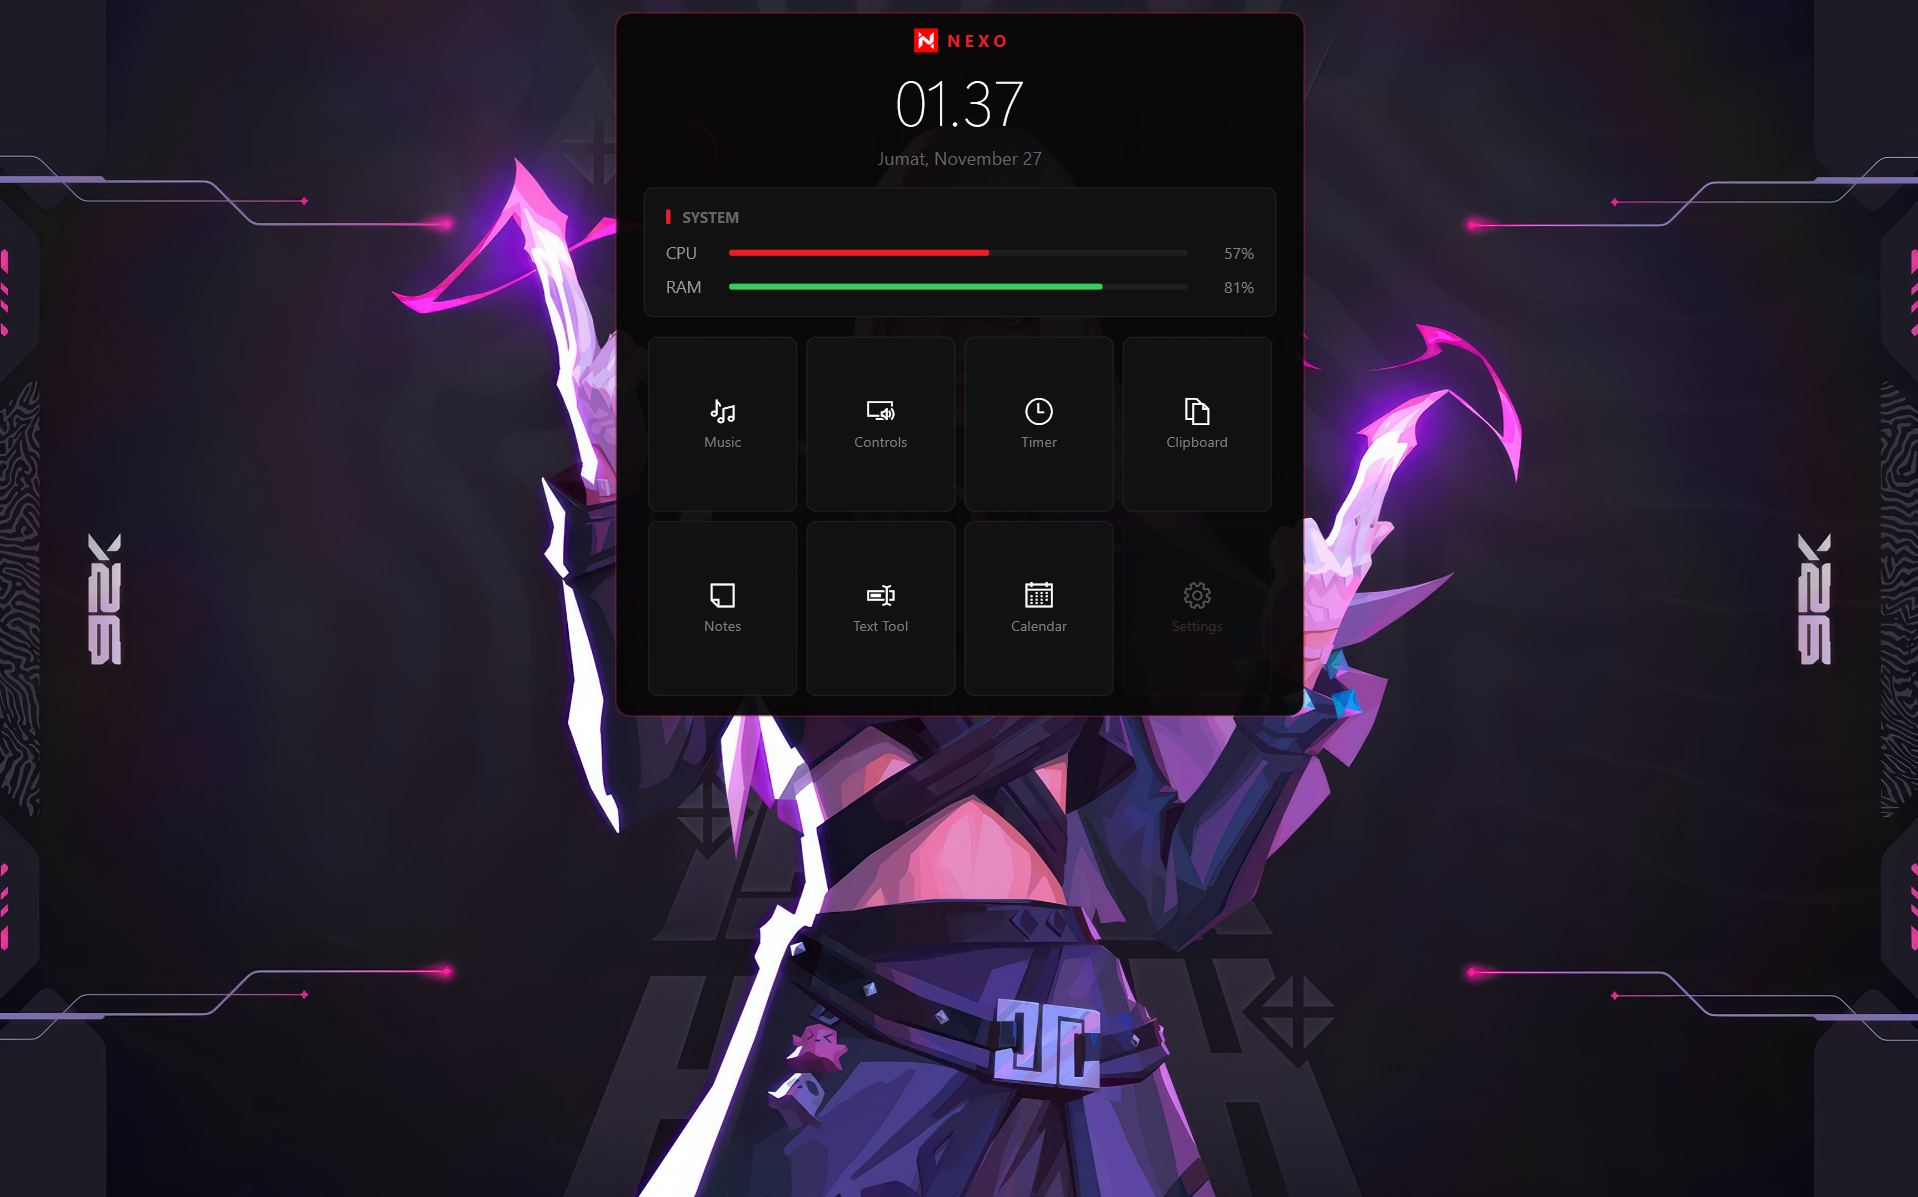 NEXO
01.37
Jumat, November 27
SYSTEM
CPU 57%
RAM 81%
Music Controls Timer Clipboard
Notes Text Tool Calendar Settings